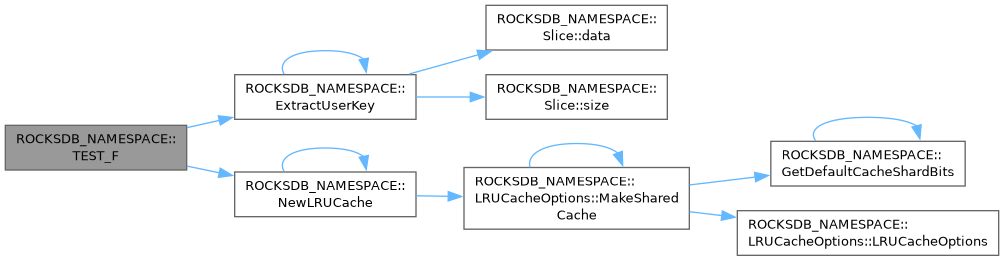 ROCKSDB_NAMESPACE::
TEST_F
ROCKSDB_NAMESPACE::
ExtractUserKey
ROCKSDB_NAMESPACE::
Slice::data
ROCKSDB_NAMESPACE::
Slice::size
ROCKSDB_NAMESPACE::
NewLRUCache
ROCKSDB_NAMESPACE::
LRUCacheOptions::MakeShared
Cache
ROCKSDB_NAMESPACE::
GetDefaultCacheShardBits
ROCKSDB_NAMESPACE::
LRUCacheOptions::LRUCacheOptions